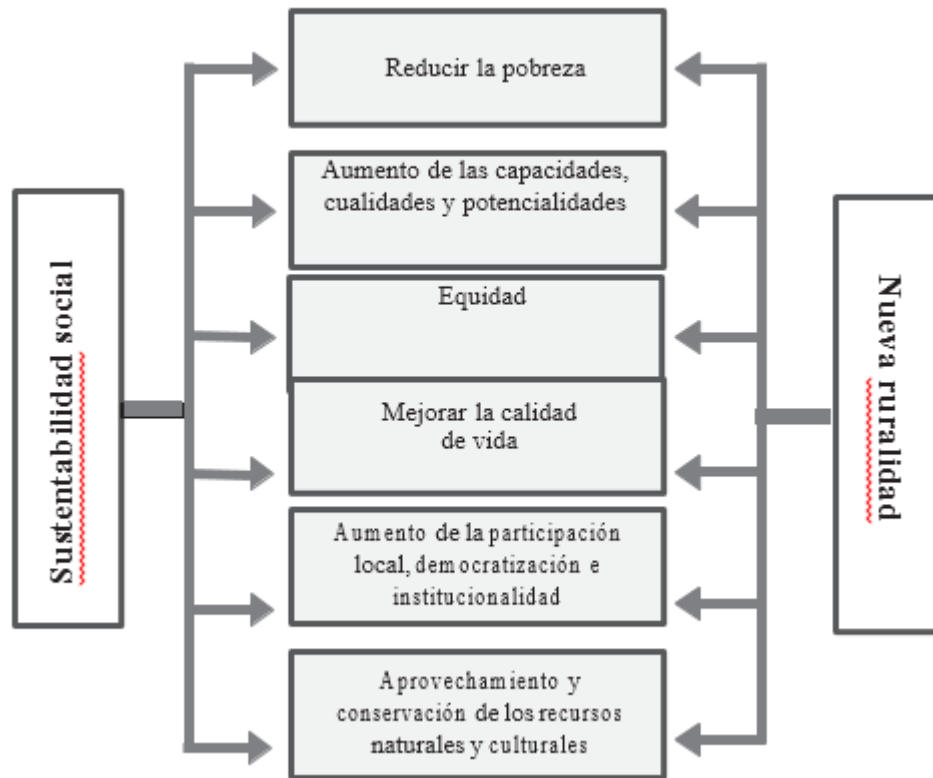 Sustentabilidad social
Reducir la pobreza
Aumento de las capacidades,
cualidades y potencialidades
Equidad
Mejorar la calidad
de vida
Aumento de la participación
local, democratización e
institucionalidad
Aprovechamiento y
conservación de los recursos
naturales y culturales
Nueva ruralidad